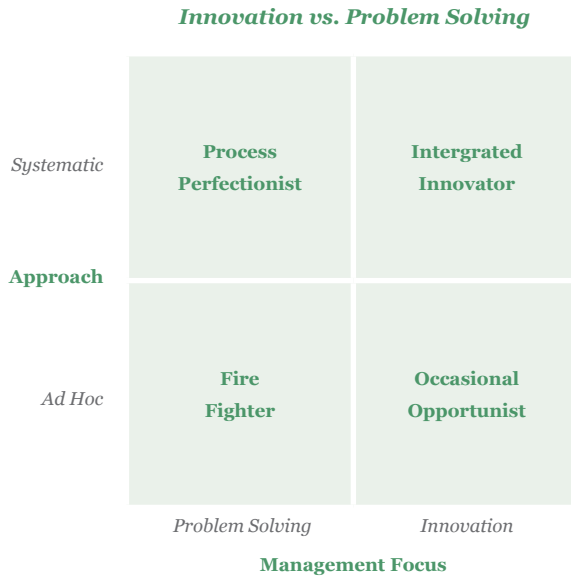 Innovation vs. Problem Solving
Systematic
Process
Perfectionist
Intergrated
Innovator
Approach
Ad Hoc
Fire
Fighter
Occasional
Opportunist
Problem Solving
Innovation
Management Focus